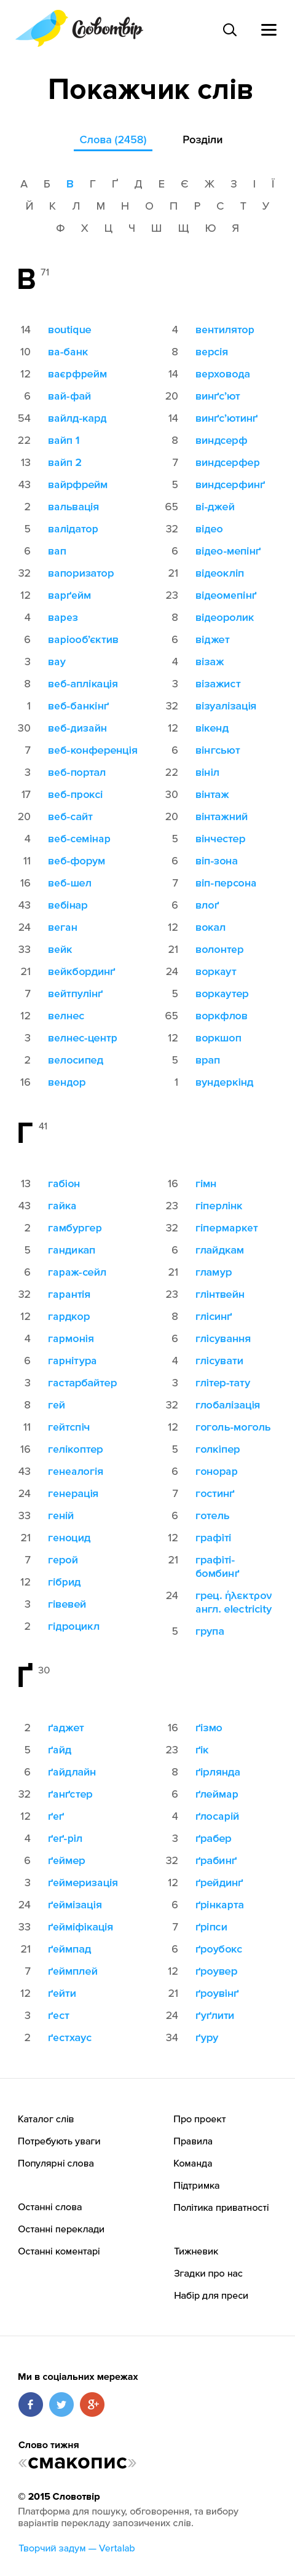 Словотвір
Покажчик слів
Слова (2458) Розділи
А Б В Г Ґ Д Е Є Ж З І Ї
Й К Л М Н О П Р С Т У
Ф Х Ц Ч Ш Щ Ю Я
В 71
14 boutique
10 ва-банк
12 ваєрфрейм
6 вай-фай
54 вайлд-кард
22 вайп 1
13 вайп 2
43 вайрфрейм
2 вальвація
5 валідатор
6 вап
32 вапоризатор
12 варґейм
4 варез
6 варіооб'єктив
3 вау
8 веб-аплікація
1 веб-банкінґ
30 веб-дизайн
7 веб-конференція
3 веб-портал
17 веб-проксі
20 веб-сайт
4 веб-семінар
11 веб-форум
16 веб-шел
43 вебінар
24 веган
33 вейк
21 вейкбординґ
7 вейтпулінґ
12 велнес
3 велнес-центр
2 велосипед
16 вендор
4 вентилятор
8 версія
14 верховода
20 винґс'ют
14 винґс'ютинґ
8 виндсерф
7 виндсерфер
5 виндсерфинґ
65 ві-джей
32 відео
6 відео-мепінґ
21 відеокліп
23 відеомепінґ
8 відеоролик
6 віджет
4 візаж
3 візажист
32 візуалізація
12 вікенд
6 вінгсьют
22 вініл
30 вінтаж
20 вінтажний
5 вінчестер
6 віп-зона
7 віп-персона
6 влоґ
12 вокал
21 волонтер
24 воркаут
5 воркаутер
65 воркфлов
12 воркшоп
5 врап
1 вундеркінд
Г 41
13 габіон
43 гайка
2 гамбургер
5 гандикап
6 гараж-сейл
32 гарантія
12 гардкор
4 гармонія
6 гарнітура
3 гастарбайтер
8 гей
11 гейтспіч
16 гелікоптер
43 генеалогія
24 генерація
33 геній
21 геноцид
7 герой
12 гібрид
3 гівевей
2 гідроцикл
16 гімн
23 гіперлінк
32 гіпермаркет
6 глайдкам
21 гламур
23 глінтвейн
8 глісинґ
6 глісування
4 глісувати
3 глітер-тату
32 глобалізація
12 гоголь-моголь
5 голкіпер
6 гонорар
7 гостинґ
6 готель
12 графіті
21 графіті-
бомбинґ
24 грец. ήλεκτρον
англ. electricity
5 група
Ґ 30
2 ґаджет
5 ґайд
6 ґайдлайн
32 ґанґстер
12 ґеґ
4 ґеґ-ріл
6 ґеймер
3 ґеймеризація
24 ґеймізація
33 ґейміфікація
21 ґеймпад
7 ґеймплей
12 ґейти
3 ґест
2 ґестхаус
16 ґізмо
23 ґік
8 ґірлянда
6 ґлеймар
4 ґлосарій
3 ґрабер
32 ґрабинґ
12 ґрейдинґ
6 ґрінкарта
7 ґріпси
6 ґроубокс
12 ґроувер
21 ґроувінґ
24 ґуґлити
34 ґуру
Каталог слів
Потребують уваги
Популярні слова
Останні слова
Останні переклади
Останні коментарі
Про проект
Правила
Команда
Підтримка
Політика приватності
Тижневик
Згадки про нас
Набір для преси
Ми в соціальних мережах
Слово тижня
«смакопис»
© 2015 Словотвір
Платформа для пошуку, обговорення, та вибору
варіантів перекладу запозичених слів.
Творчий задум — Vertalab